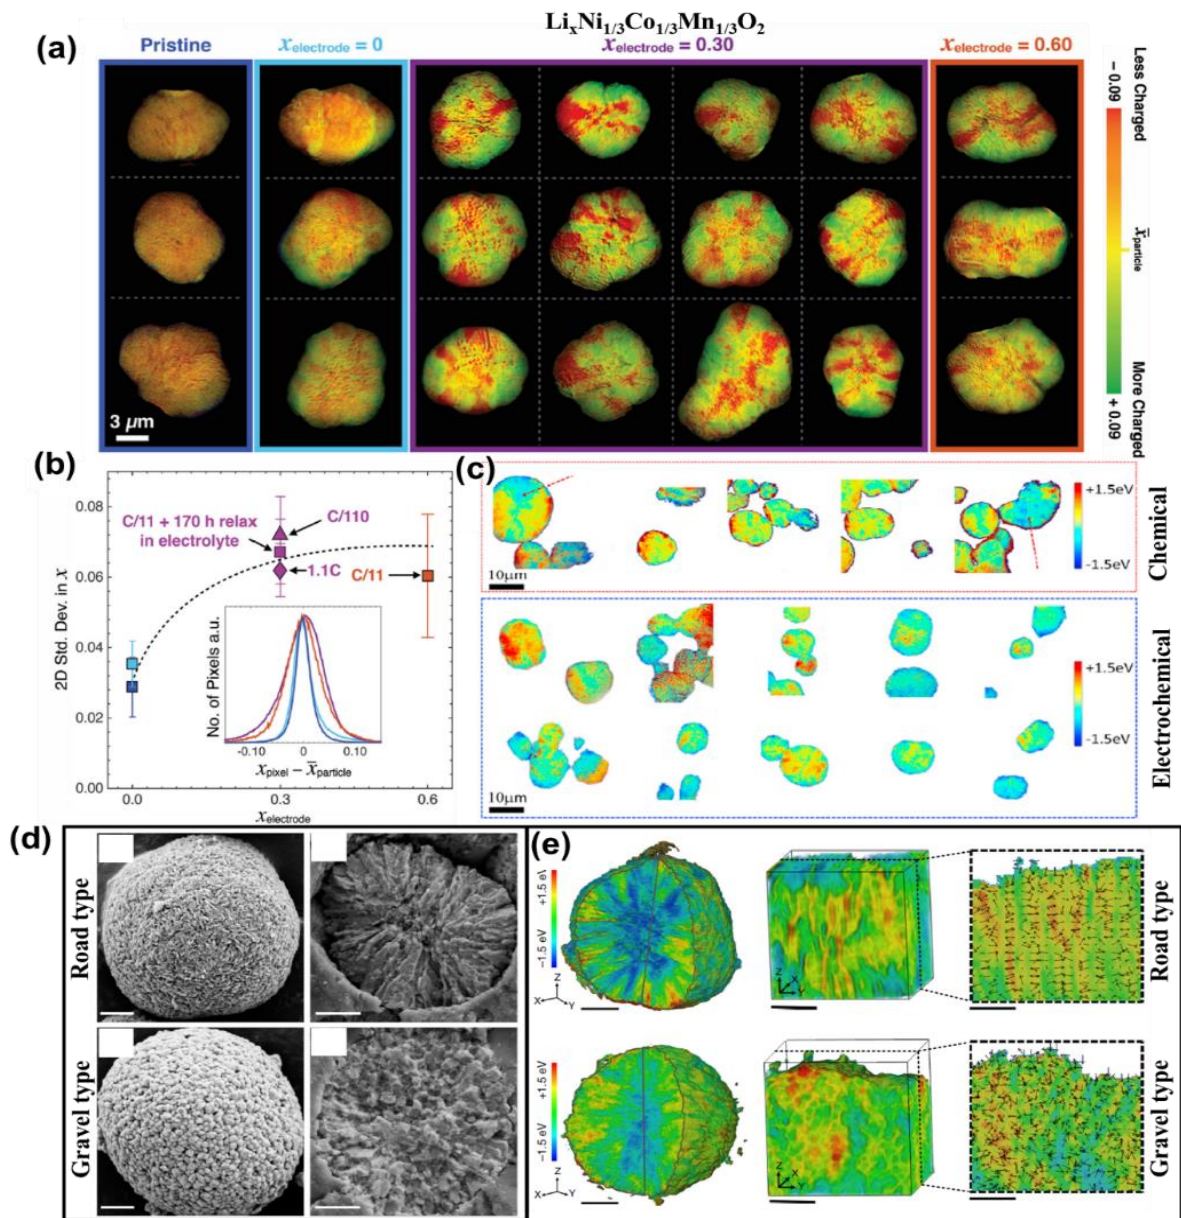 LiₓNi₁/₃Co₁/₃Mn₁/₃O₂
(a)
Pristine
xelectrode = 0
xelectrode = 0.30
xelectrode = 0.60
3 μm
Less Charged
− 0.09
x̄particle
+ 0.09
More Charged
(b)
2D Std. Dev. in x
0.08
0.06
0.04
0.02
0.00
C/11 + 170 h relax
in electrolyte
C/110
1.1C
C/11
No. of Pixels a.u.
-0.10
0
0.10
xpixel − x̄particle
0.0
0.3
0.6
xelectrode
(c)
+1.5eV
-1.5eV
10μm
Chemical
+1.5eV
-1.5eV
10μm
Electrochemical
(d)
Road type
Gravel type
(e)
+1.5 eV
−1.5 eV
Z
X
Y
Z
X
Y
Road type
+1.5 eV
−1.5 eV
Z
X
Y
Z
X
Y
Gravel type